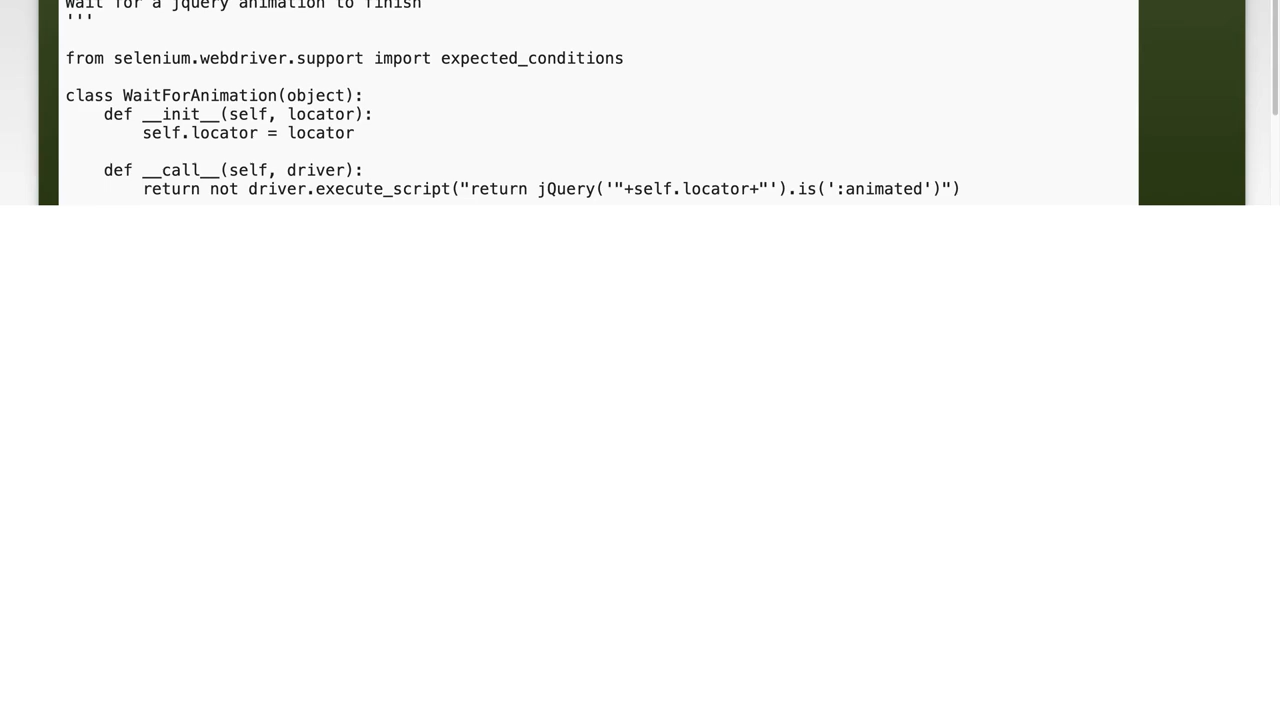 Wait for a jquery animation to finish
'''
from selenium.webdriver.support import expected_conditions
class WaitForAnimation(object):
    def __init__(self, locator):
        self.locator = locator
    def __call__(self, driver):
        return not driver.execute_script("return jQuery('"+self.locator+"').is(':animated')")